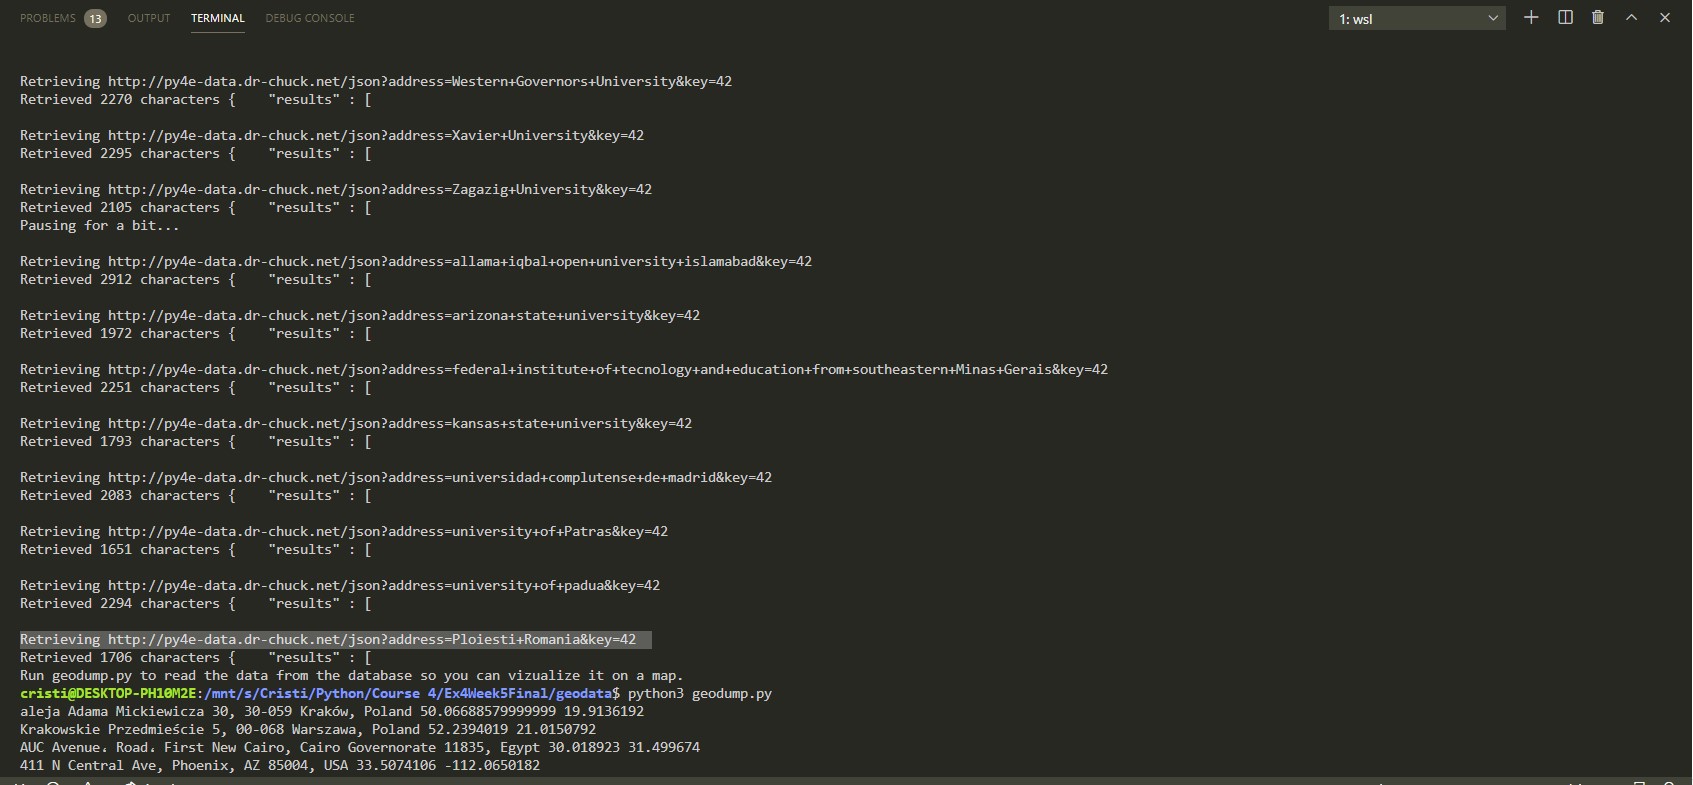 PROBLEMS 13 OUTPUT TERMINAL DEBUG CONSOLE 1: wsl
Retrieving http://py4e-data.dr-chuck.net/json?address=Western+Governors+University&key=42
Retrieved 2270 characters {    "results" : [
Retrieving http://py4e-data.dr-chuck.net/json?address=Xavier+University&key=42
Retrieved 2295 characters {    "results" : [
Retrieving http://py4e-data.dr-chuck.net/json?address=Zagazig+University&key=42
Retrieved 2105 characters {    "results" : [
Pausing for a bit...
Retrieving http://py4e-data.dr-chuck.net/json?address=allama+iqbal+open+university+islamabad&key=42
Retrieved 2912 characters {    "results" : [
Retrieving http://py4e-data.dr-chuck.net/json?address=arizona+state+university&key=42
Retrieved 1972 characters {    "results" : [
Retrieving http://py4e-data.dr-chuck.net/json?address=federal+institute+of+tecnology+and+education+from+southeastern+Minas+Gerais&key=42
Retrieved 2251 characters {    "results" : [
Retrieving http://py4e-data.dr-chuck.net/json?address=kansas+state+university&key=42
Retrieved 1793 characters {    "results" : [
Retrieving http://py4e-data.dr-chuck.net/json?address=universidad+complutense+de+madrid&key=42
Retrieved 2083 characters {    "results" : [
Retrieving http://py4e-data.dr-chuck.net/json?address=university+of+Patras&key=42
Retrieved 1651 characters {    "results" : [
Retrieving http://py4e-data.dr-chuck.net/json?address=university+of+padua&key=42
Retrieved 2294 characters {    "results" : [
Retrieving http://py4e-data.dr-chuck.net/json?address=Ploiesti+Romania&key=42
Retrieved 1706 characters {    "results" : [
Run geodump.py to read the data from the database so you can vizualize it on a map.
cristi@DESKTOP-PH10M2E:/mnt/s/Cristi/Python/Course 4/Ex4Week5Final/geodata$ python3 geodump.py
aleja Adama Mickiewicza 30, 30-059 Kraków, Poland 50.06688579999999 19.9136192
Krakowskie Przedmieście 5, 00-068 Warszawa, Poland 52.2394019 21.0150792
AUC Avenue، Road، First New Cairo, Cairo Governorate 11835, Egypt 30.018923 31.499674
411 N Central Ave, Phoenix, AZ 85004, USA 33.5074106 -112.0650182